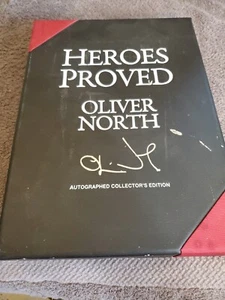 HEROES
PROVED
OLIVER
NORTH
AUTOGRAPHED COLLECTOR'S EDITION